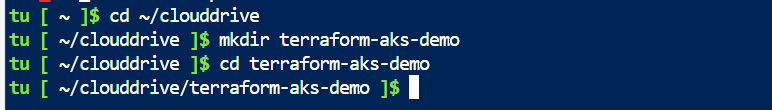 tu [ ~ ]$ cd ~/clouddrive
tu [ ~/clouddrive ]$ mkdir terraform-aks-demo
tu [ ~/clouddrive ]$ cd terraform-aks-demo
tu [ ~/clouddrive/terraform-aks-demo ]$